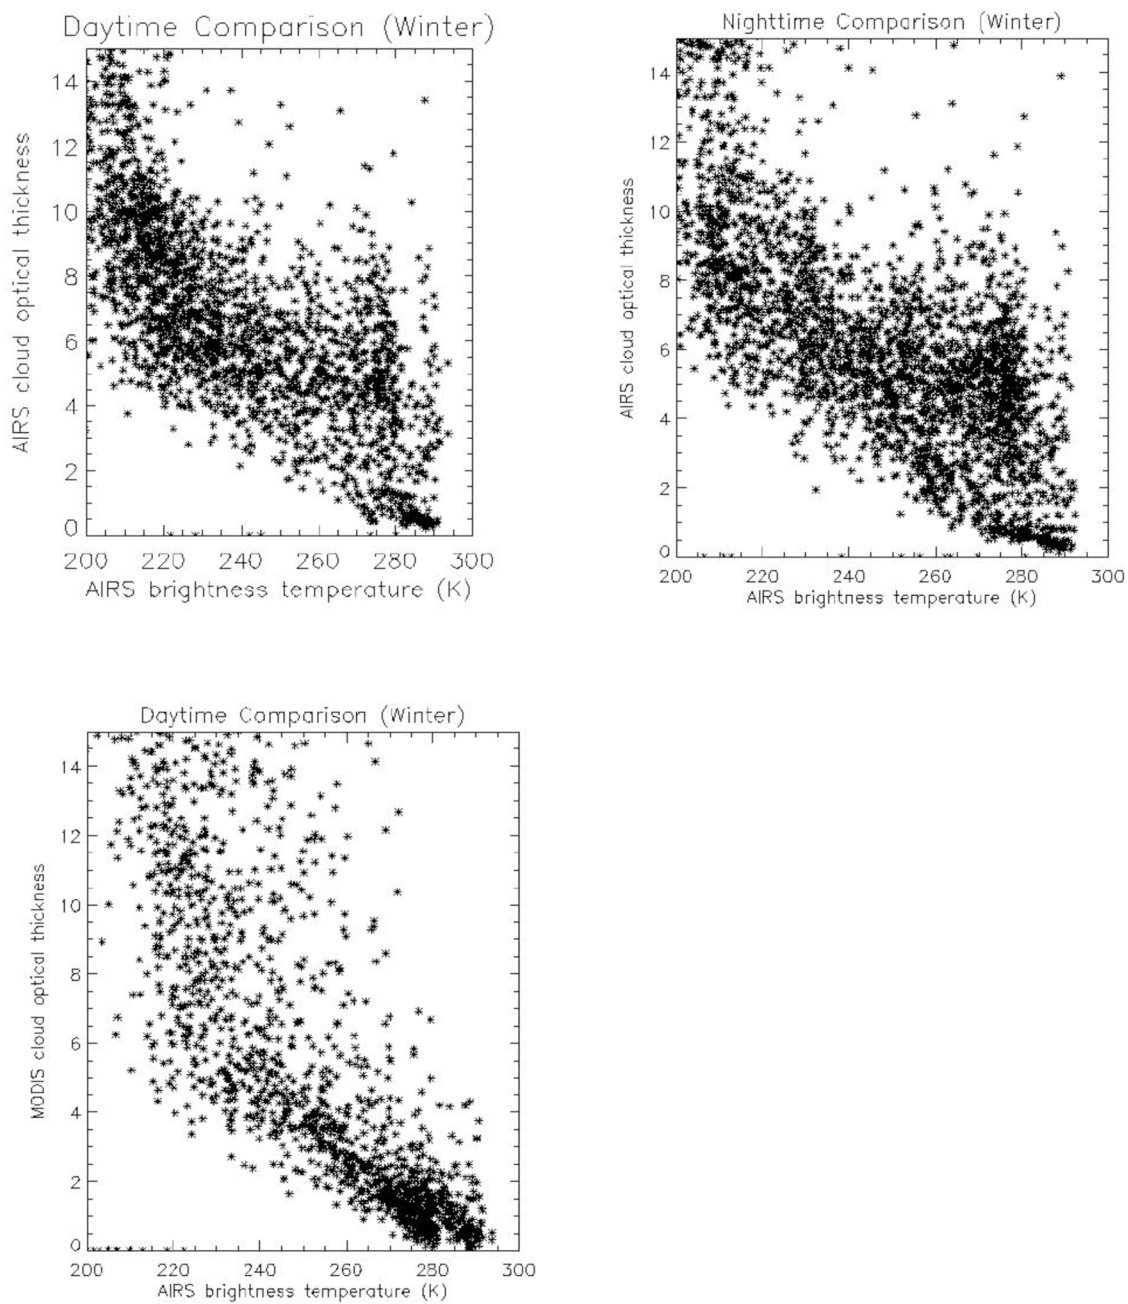 Daytime Comparison (Winter)
14
12
10
8
6
4
2
0
200 220 240 260 280 300
AIRS brightness temperature (K)
AIRS cloud optical thickness
Nighttime Comparison (Winter)
14
12
10
8
6
4
2
0
200 220 240 260 280 300
AIRS brightness temperature (K)
AIRS cloud optical thickness
Daytime Comparison (Winter)
14
12
10
8
6
4
2
0
200 220 240 260 280 300
AIRS brightness temperature (K)
MODIS cloud optical thickness